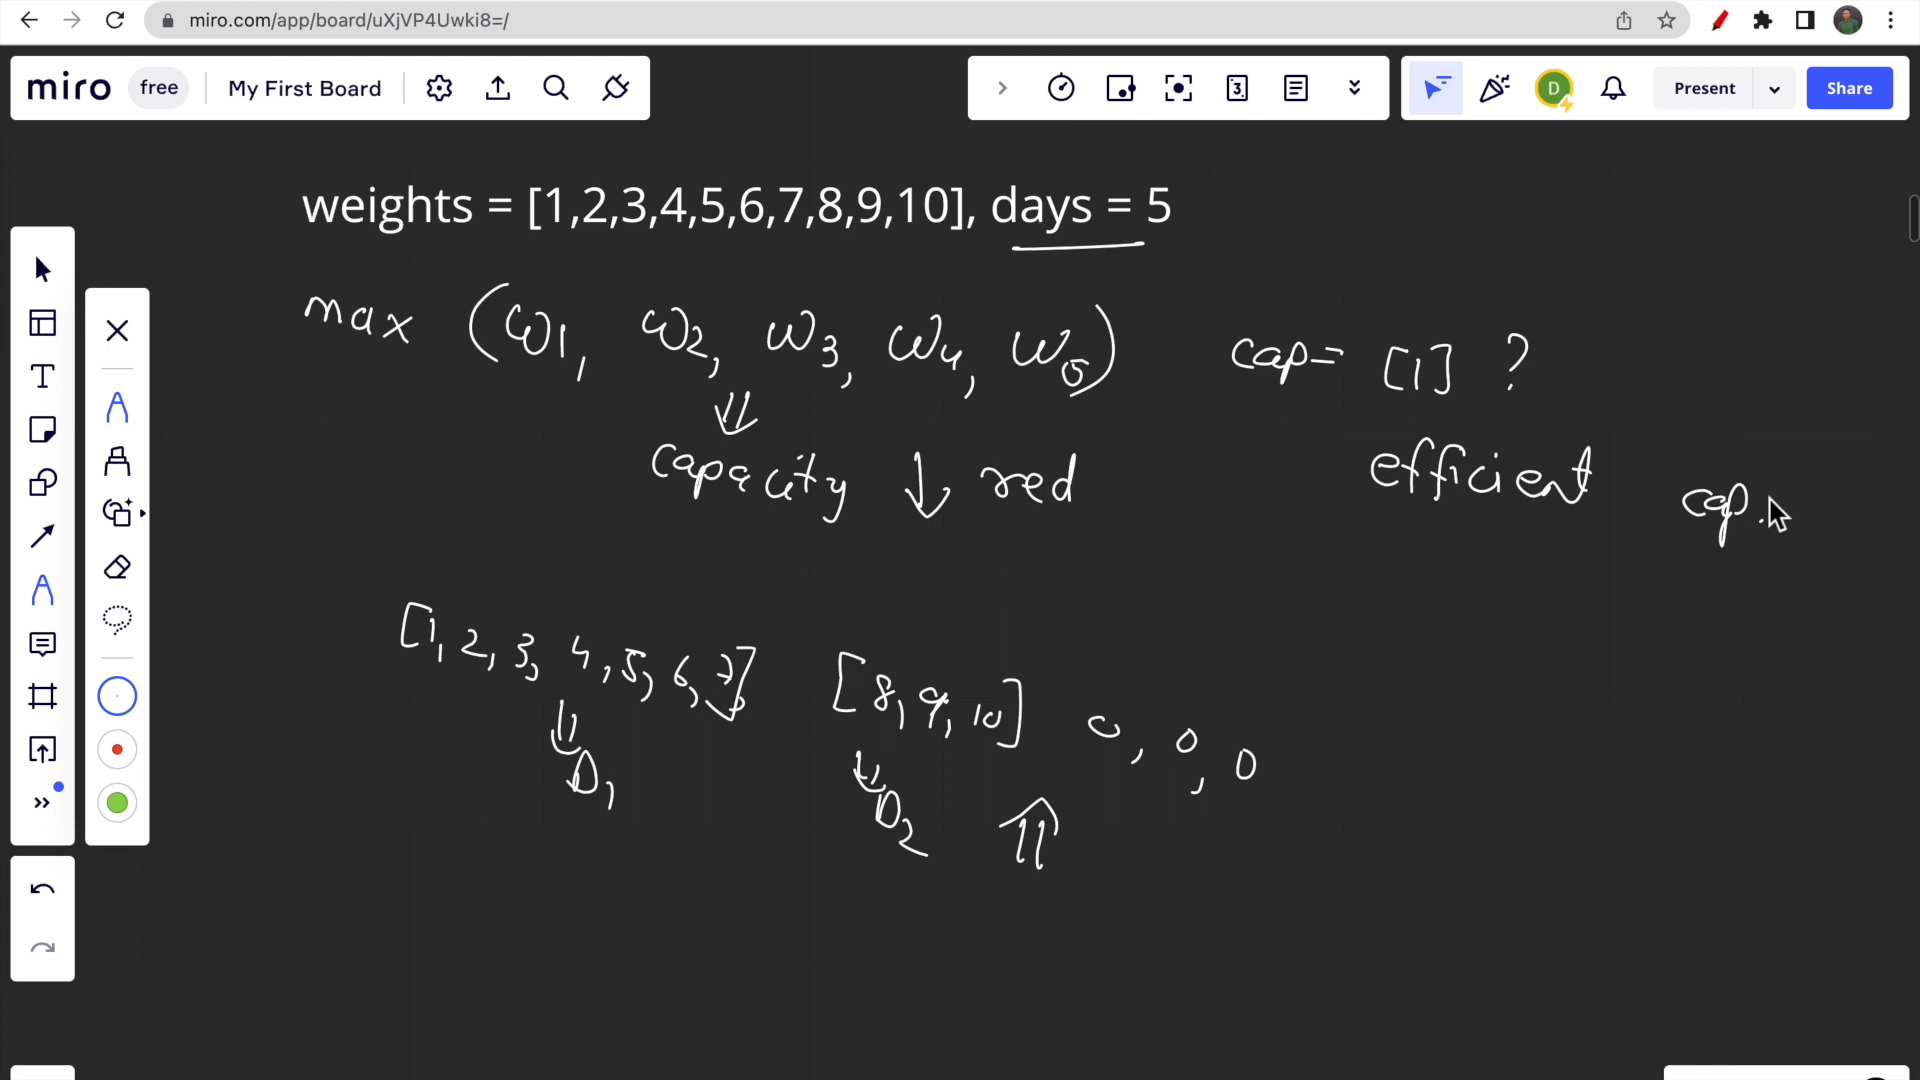 miro.com/app/board/uXjVP4Uwki8=/
miro free My First Board
3 D Present Share
weights = [1,2,3,4,5,6,7,8,9,10], days = 5
max (w1, w2, w3, w4, w5) cap= [1] ?
capacity ↓ red efficient cap.
[1, 2, 3, 4, 5, 6, 7] [8, 9, 10] 0, 0, 0
D1 D2